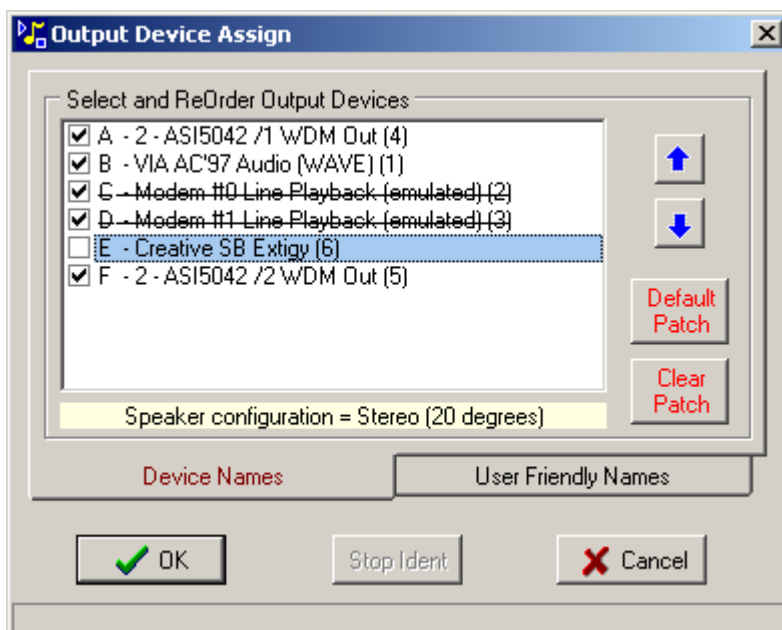 Output Device Assign
Select and ReOrder Output Devices
A - 2 - ASI5042 /1 WDM Out (4)
B - VIA AC'97 Audio (WAVE) (1)
C - Modem #0 Line Playback (emulated) (2)
D - Modem #1 Line Playback (emulated) (3)
E - Creative SB Extigy (6)
F - 2 - ASI5042 /2 WDM Out (5)
Default
Patch
Clear
Patch
Speaker configuration = Stereo (20 degrees)
Device Names
User Friendly Names
OK
Stop Ident
Cancel